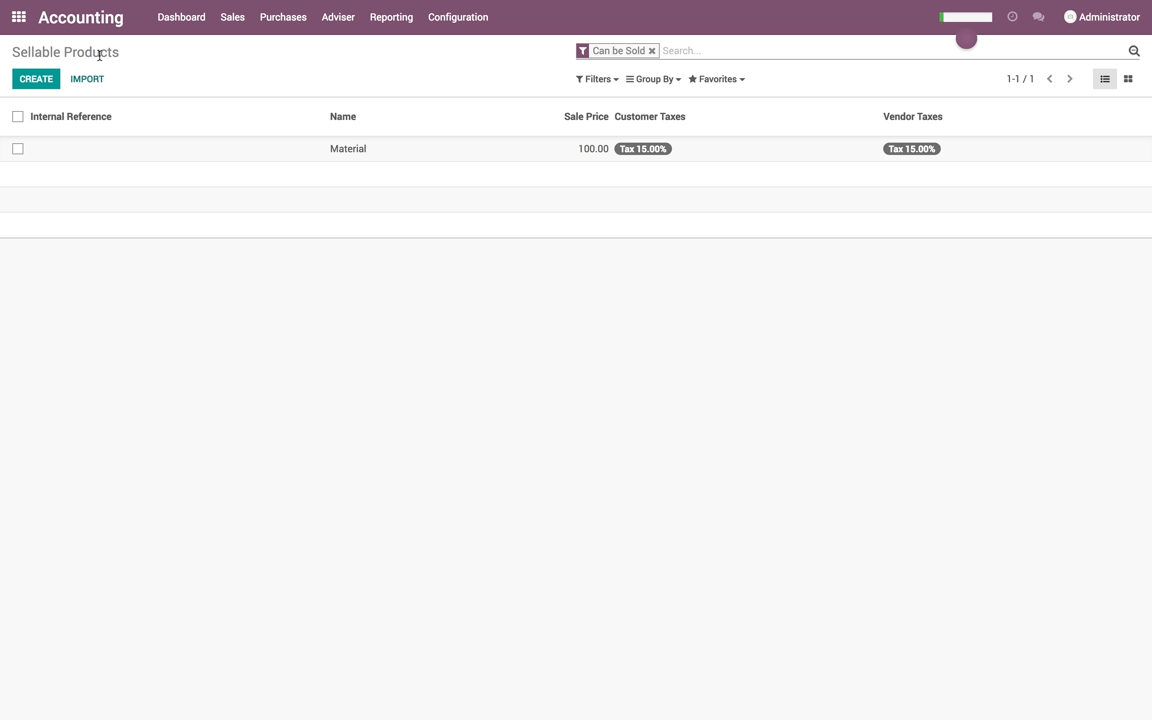 Accounting Dashboard Sales Purchases Adviser Reporting Configuration Administrator
Sellable Products
Can be Sold Search...
CREATE IMPORT
Filters Group By Favorites 1-1 / 1
Internal Reference Name Sale Price Customer Taxes Vendor Taxes
Material 100.00 Tax 15.00% Tax 15.00%